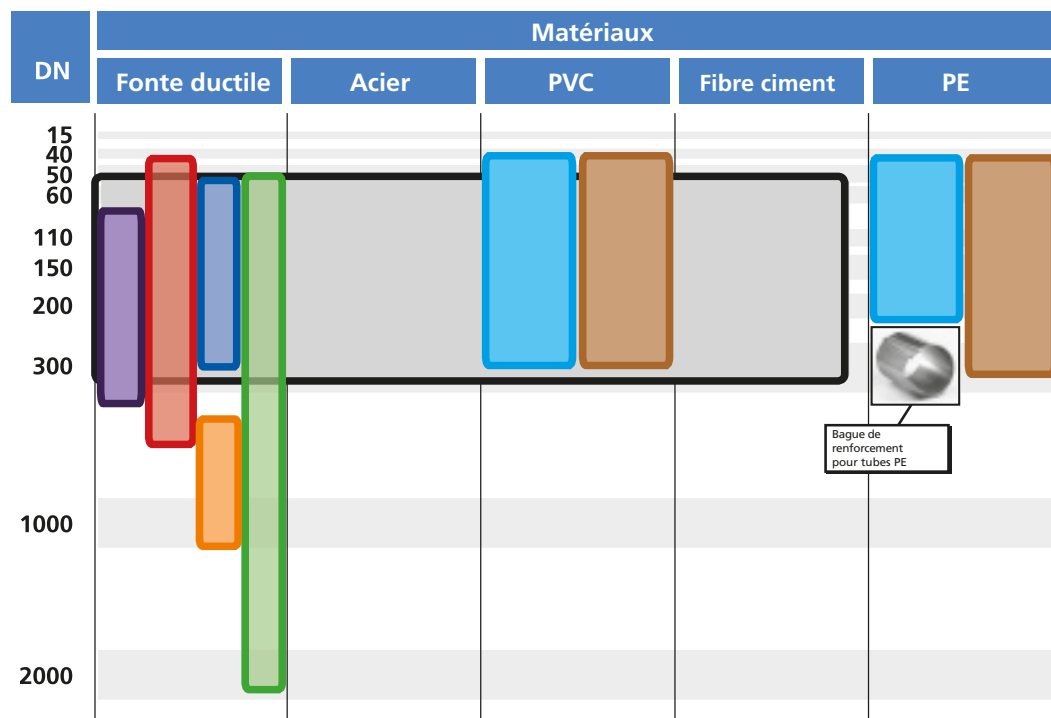 Matériaux
DN
Fonte ductile
Acier
PVC
Fibre ciment
PE
15
40
50
60
110
150
200
300
1000
2000
Bague de
renforcement
pour tubes PE